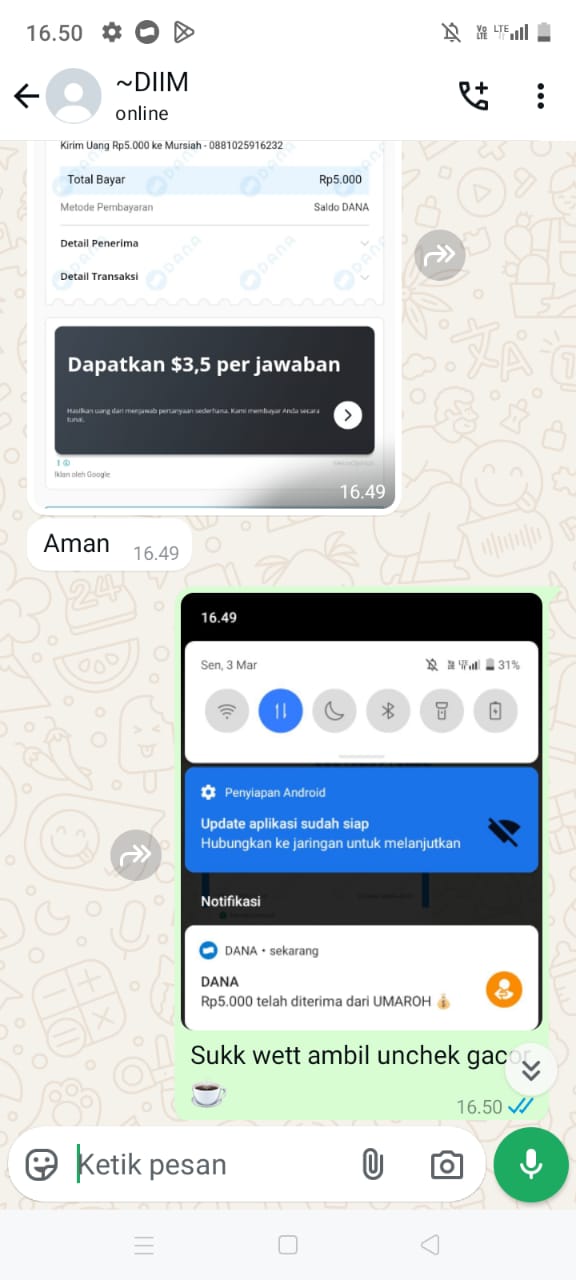 16.50
LTE
~DIIM
online
Kirim Uang Rp5.000 ke Mursiah - 0881025916232
Total Bayar Rp5.000
Metode Pembayaran Saldo DANA
Detail Penerima
Detail Transaksi
Dapatkan $3,5 per jawaban
Hasilkan uang dari menjawab pertanyaan sederhana. Kami membayar Anda secara
tunai.
Iklan oleh Google
16.49
Aman 16.49
16.49
Sen, 3 Mar 31%
Penyiapan Android
Update aplikasi sudah siap
Hubungkan ke jaringan untuk melanjutkan
Notifikasi
DANA • sekarang
DANA
Rp5.000 telah diterima dari UMAROH 💰
Sukk wett ambil unchek gacor
☕
16.50
Ketik pesan